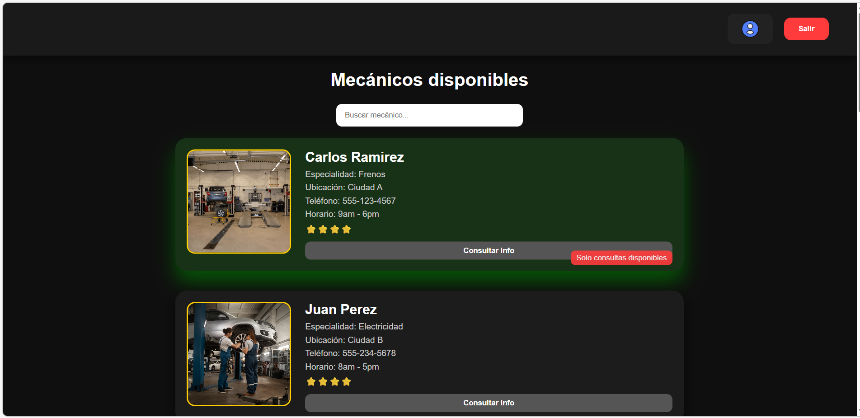 Salir
Mecánicos disponibles
Buscar mecánico...
Carlos Ramirez
Especialidad: Frenos
Ubicación: Ciudad A
Teléfono: 555-123-4567
Horario: 9am - 6pm
Consultar Info
Solo consultas disponibles
Juan Perez
Especialidad: Electricidad
Ubicación: Ciudad B
Teléfono: 555-234-5678
Horario: 8am - 5pm
Consultar Info